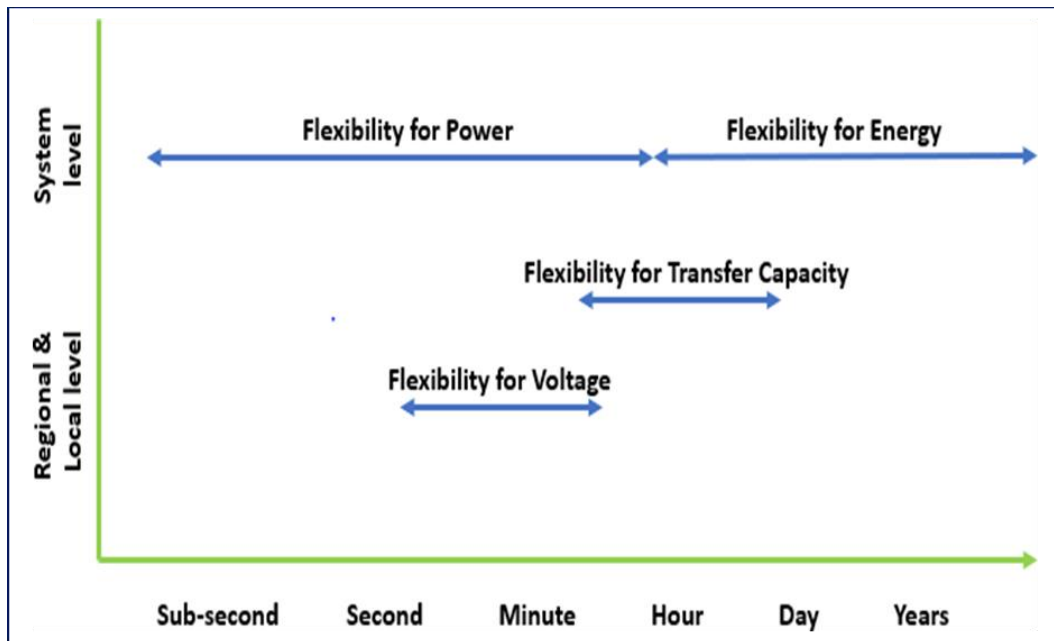 System
level
Flexibility for Power
Flexibility for Energy
Flexibility for Transfer Capacity
Regional &
Local level
Flexibility for Voltage
Sub-second
Second
Minute
Hour
Day
Years